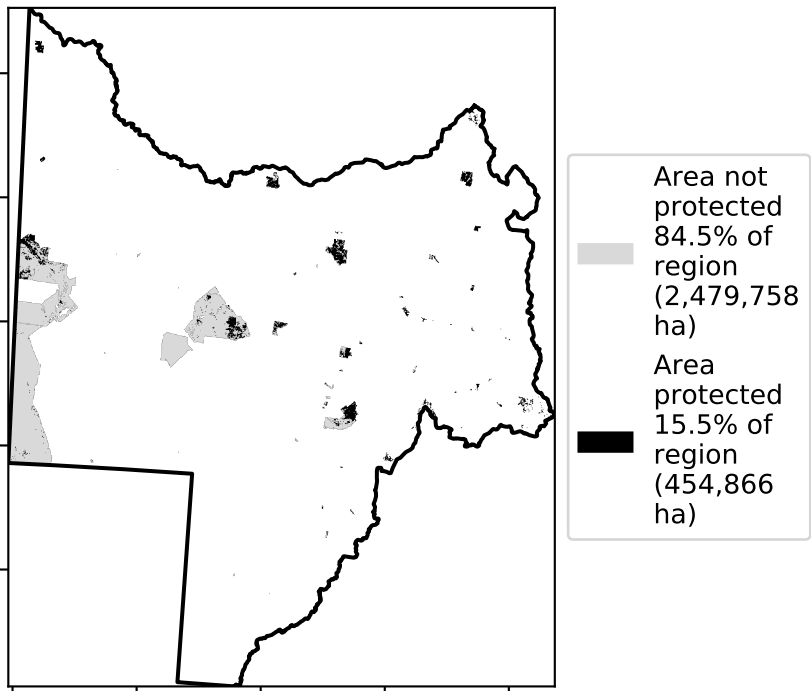 Area not
protected
84.5% of
region
(2,479,758
ha)
Area
protected
15.5% of
region
(454,866
ha)